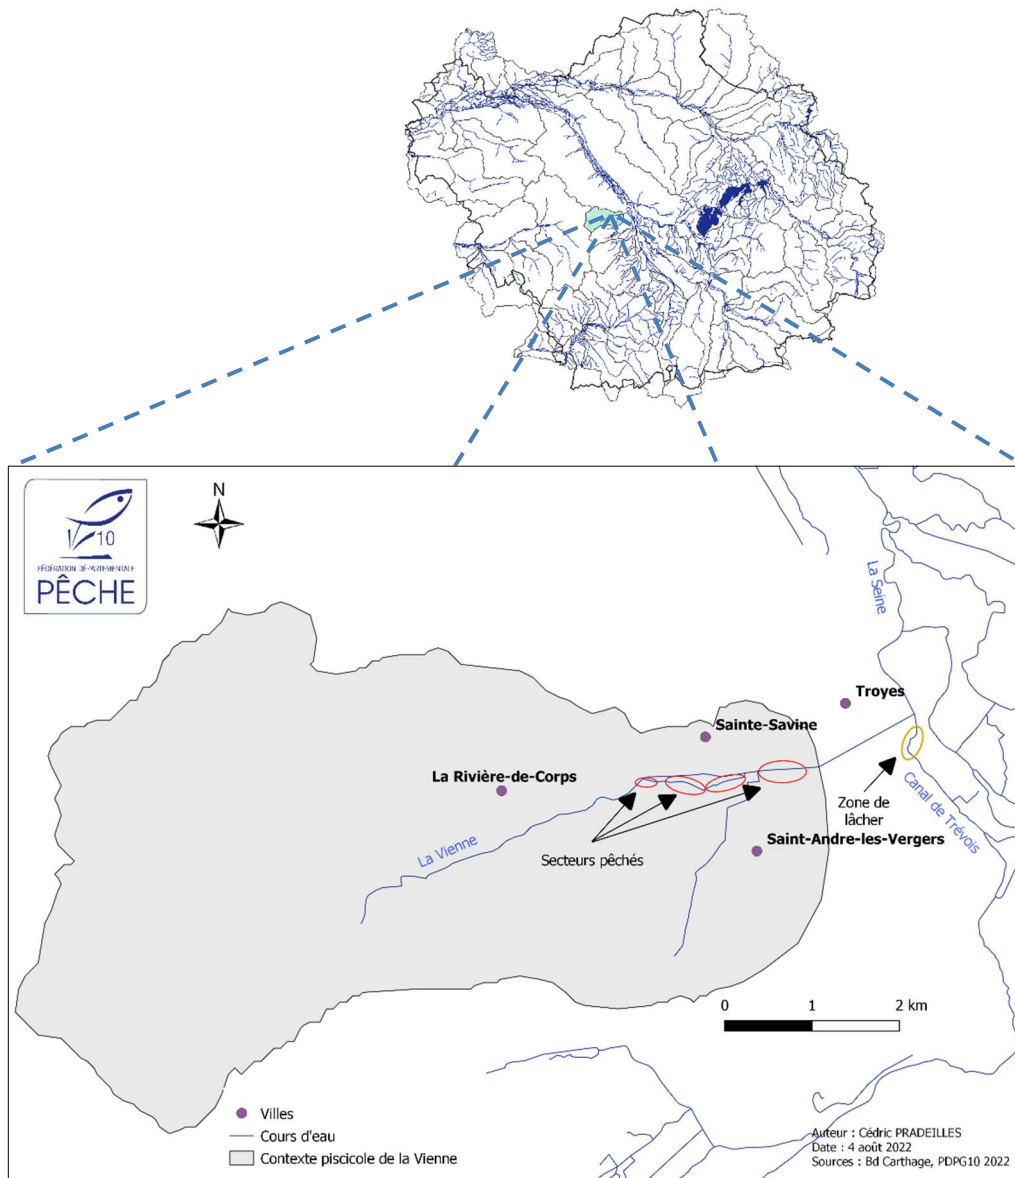 N
10
FÉDÉRATION DÉPARTEMENTALE
PÊCHE
La Seine
Troyes
Sainte-Savine
La Rivière-de-Corps
Zone de
lâcher
Canal de Trévois
La Vienne
Secteurs pêchés
Saint-Andre-les-Vergers
0 1 2 km
Villes
Cours d'eau
Contexte piscicole de la Vienne
Auteur : Cédric PRADEILLES
Date : 4 août 2022
Sources : Bd Carthage, PDPG10 2022